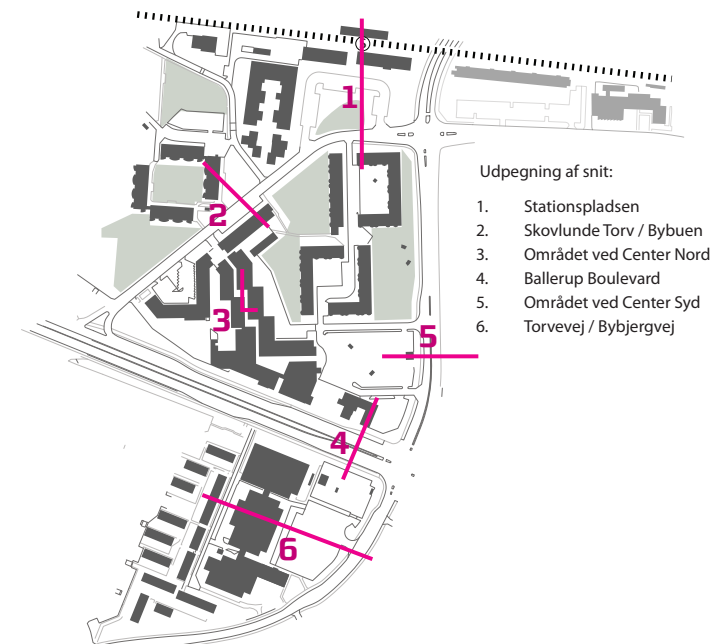 1
2
3
4
5
6
Udpegning af snit:
1. Stationspladsen
2. Skovlunde Torv / Bybuen
3. Området ved Center Nord
4. Ballerup Boulevard
5. Området ved Center Syd
6. Torvevej / Bybjergvej